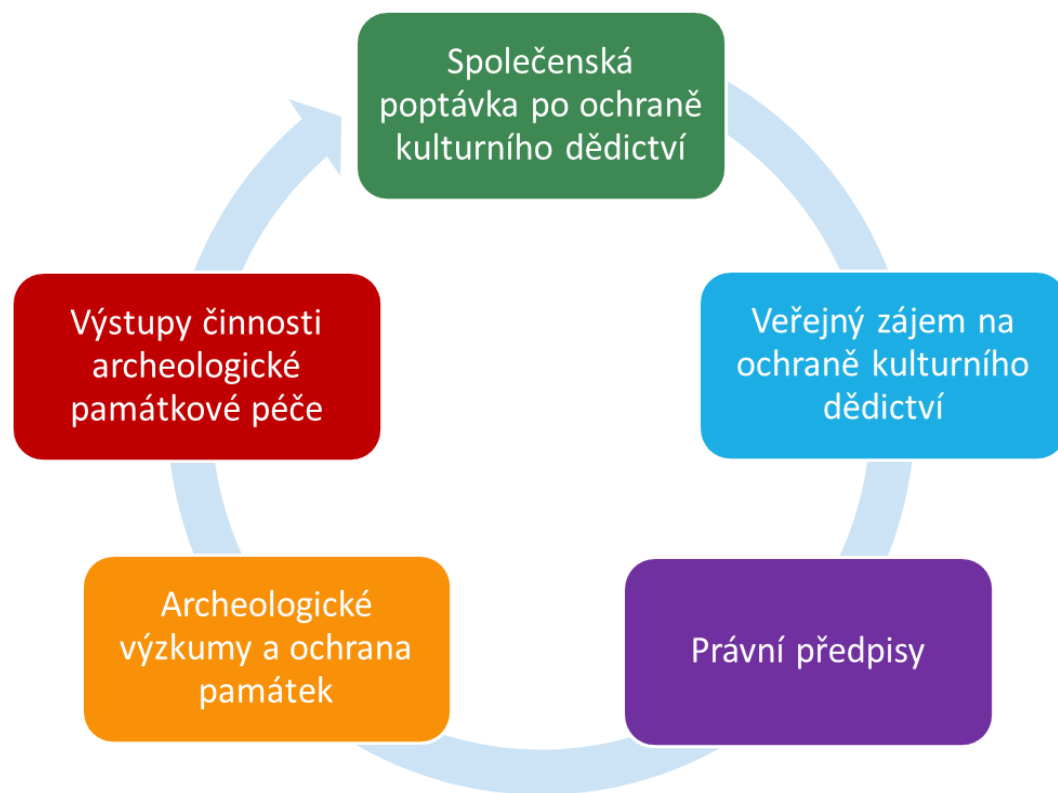 Společenská
poptávka po ochraně
kulturního dědictví
Veřejný zájem na
ochraně kulturního
dědictví
Právní předpisy
Archeologické
výzkumy a ochrana
památek
Výstupy činnosti
archeologické
památkové péče